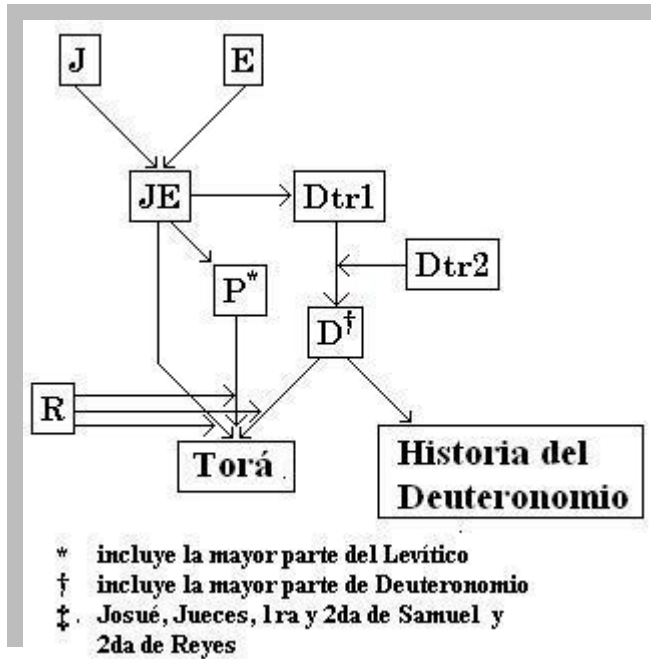 J
E
JE
Dtr1
P*
Dtr2
D†
R
Torá
Historia del
Deuteronomio
* incluye la mayor parte del Levítico
† incluye la mayor parte de Deuteronomio
‡. Josué, Jueces, 1ra y 2da de Samuel y
2da de Reyes